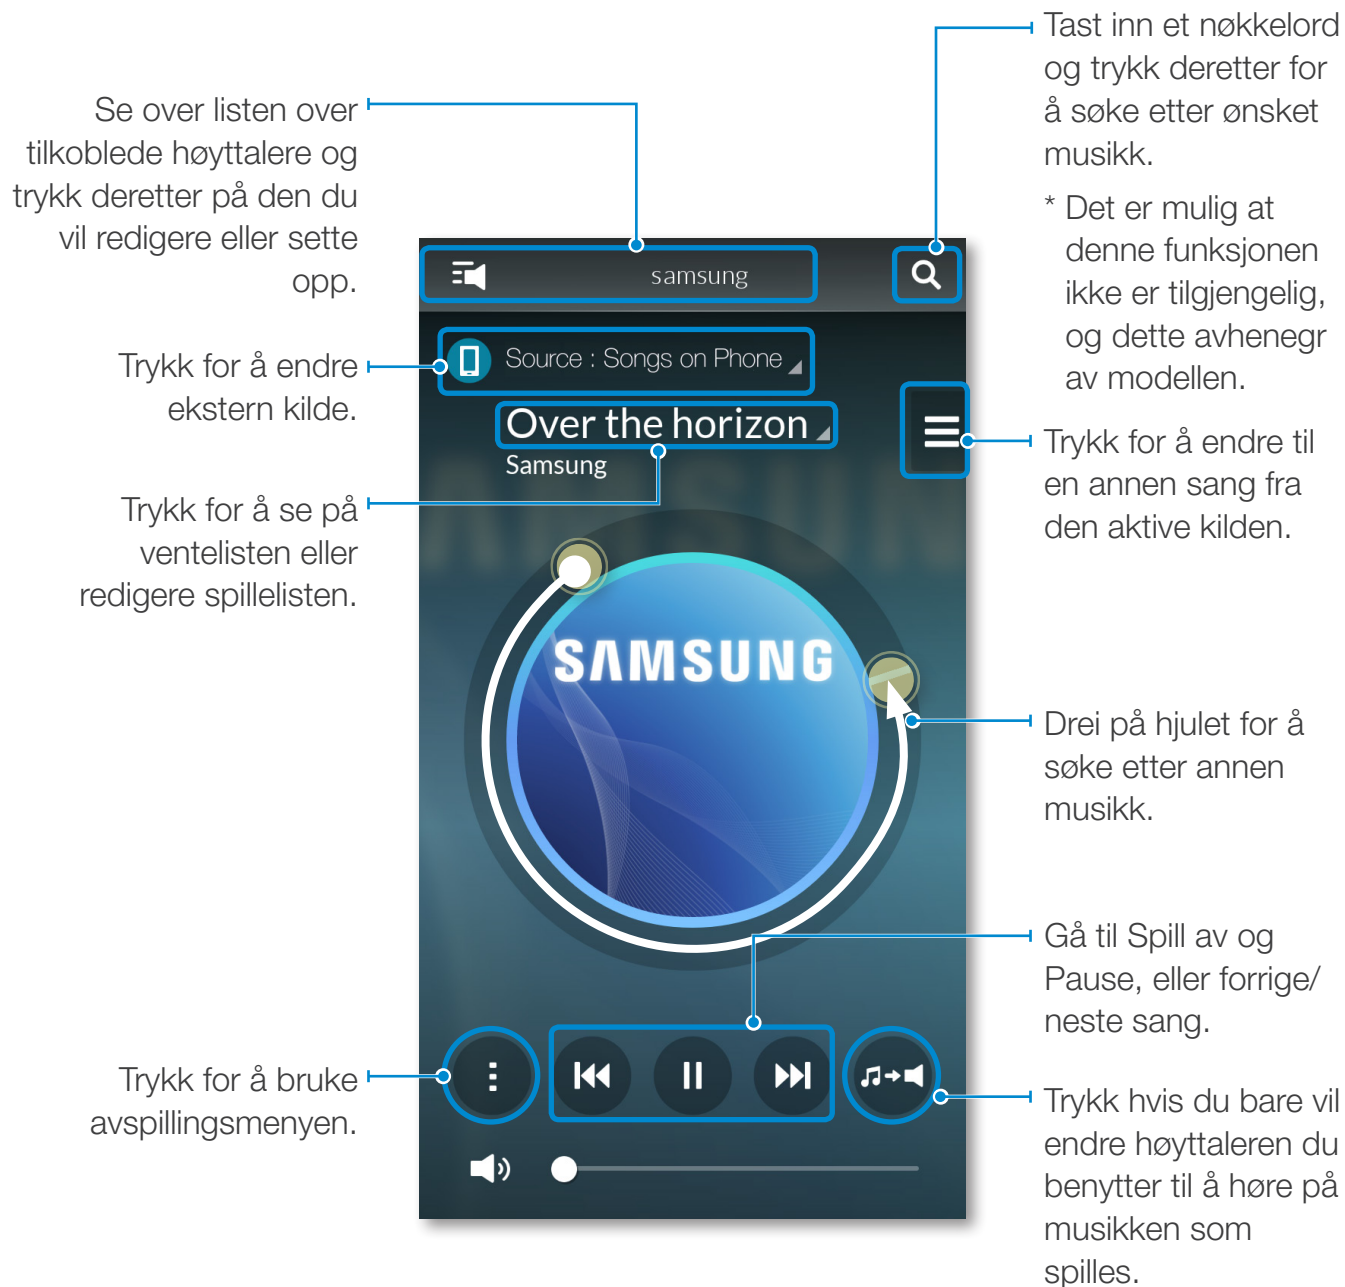 Se over listen over
tilkoblede høyttalere og
trykk deretter på den du
vil redigere eller sette
opp.
Trykk for å endre
ekstern kilde.
Trykk for å se på
ventelisten eller
redigere spillelisten.
Trykk for å bruke
avspillingsmenyen.
samsung
Source : Songs on Phone
Over the horizon
Samsung
SAMSUN
SAMSUNG
Tast inn et nøkkelord
og trykk deretter for
å søke etter ønsket
musikk.
* Det er mulig at
denne funksjonen
ikke er tilgjengelig,
og dette avhenegr
av modellen.
Trykk for å endre til
en annen sang fra
den aktive kilden.
Drei på hjulet for å
søke etter annen
musikk.
Gå til Spill av og
Pause, eller forrige/
neste sang.
Trykk hvis du bare vil
endre høyttaleren du
benytter til å høre på
musikken som
spilles.